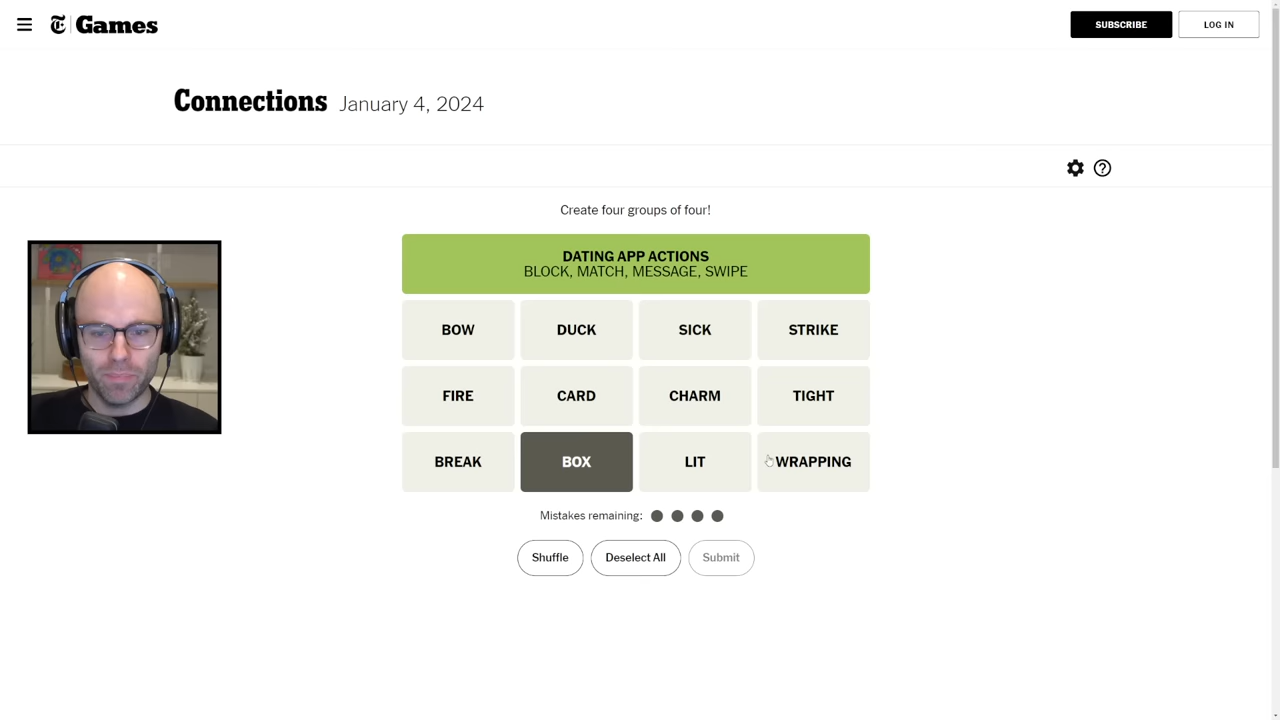 T Games
SUBSCRIBE
LOG IN
Connections January 4, 2024
Create four groups of four!
DATING APP ACTIONS
BLOCK, MATCH, MESSAGE, SWIPE
BOW DUCK SICK STRIKE
FIRE CARD CHARM TIGHT
BREAK BOX LIT WRAPPING
Mistakes remaining:
Shuffle Deselect All Submit